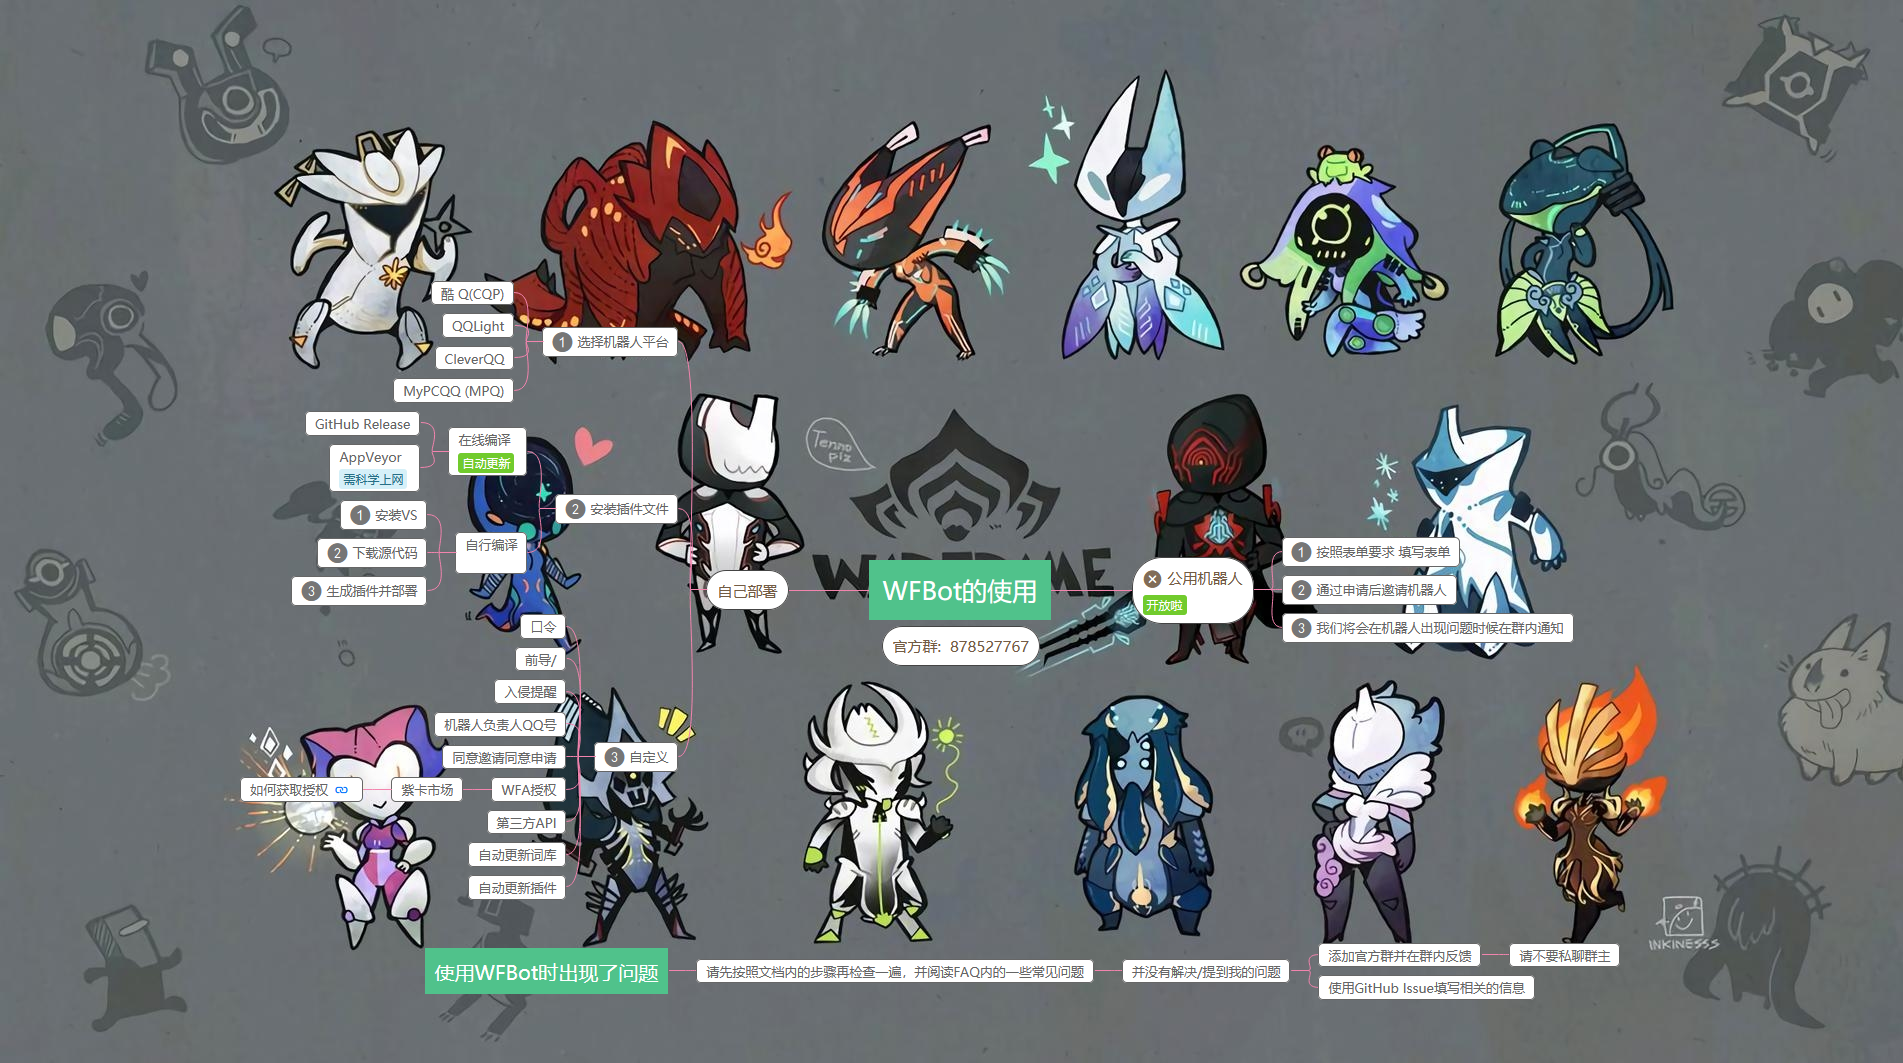 WFBot的使用
官方群: 878527767
自己部署
1 选择机器人平台
酷 Q(CQP)
QQLight
CleverQQ
MyPCQQ (MPQ)
2 安装插件文件
在线编译
自动更新
GitHub Release
AppVeyor
需科学上网
自行编译
1 安装VS
2 下载源代码
3 生成插件并部署
3 自定义
口令
前导/
入侵提醒
机器人负责人QQ号
同意邀请同意申请
WFA授权
紫卡市场
如何获取授权
第三方API
自动更新词库
自动更新插件
公用机器人
开放啦
1 按照表单要求 填写表单
2 通过申请后邀请机器人
3 我们将会在机器人出现问题时候在群内通知
使用WFBot时出现了问题
请先按照文档内的步骤再检查一遍，并阅读FAQ内的一些常见问题
并没有解决/提到我的问题
添加官方群并在群内反馈
请不要私聊群主
使用GitHub Issue填写相关的信息
Tenno
plz
INKINESSS